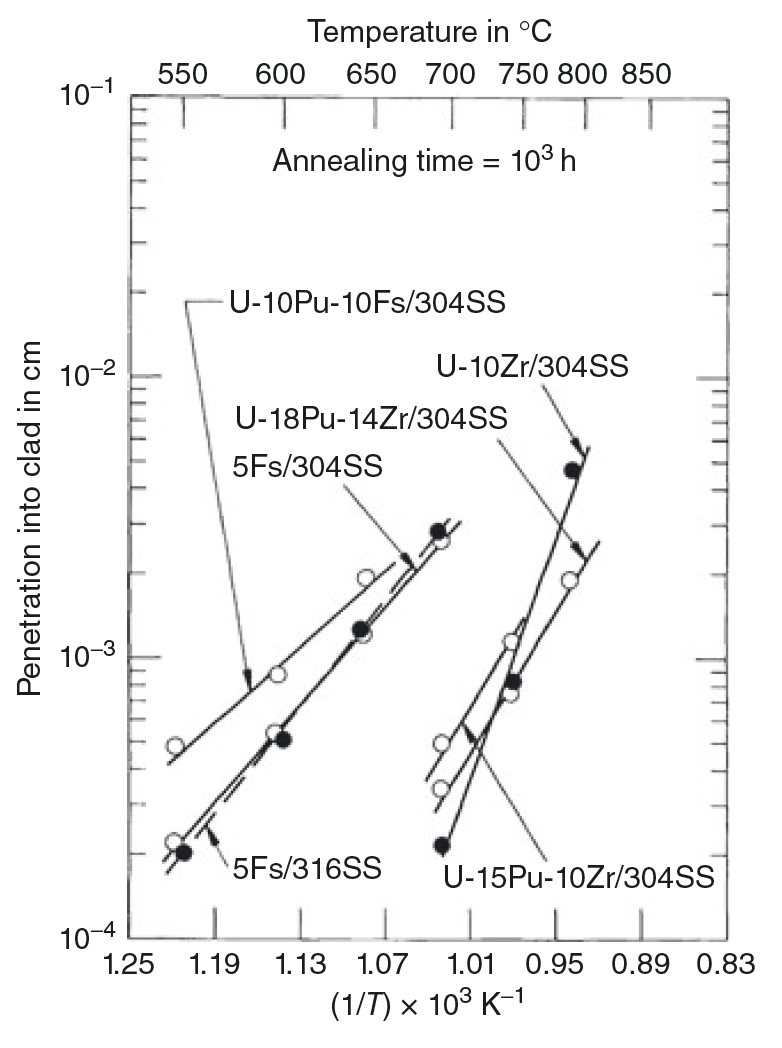 Temperature in °C
550 600 650 700 750 800 850
10⁻¹
Annealing time = 10³ h
U-10Pu-10Fs/304SS
10⁻²
U-10Zr/304SS
U-18Pu-14Zr/304SS
5Fs/304SS
Penetration into clad in cm
10⁻³
5Fs/316SS
U-15Pu-10Zr/304SS
10⁻⁴
1.25 1.19 1.13 1.07 1.01 0.95 0.89 0.83
(1/T) × 10³ K⁻¹